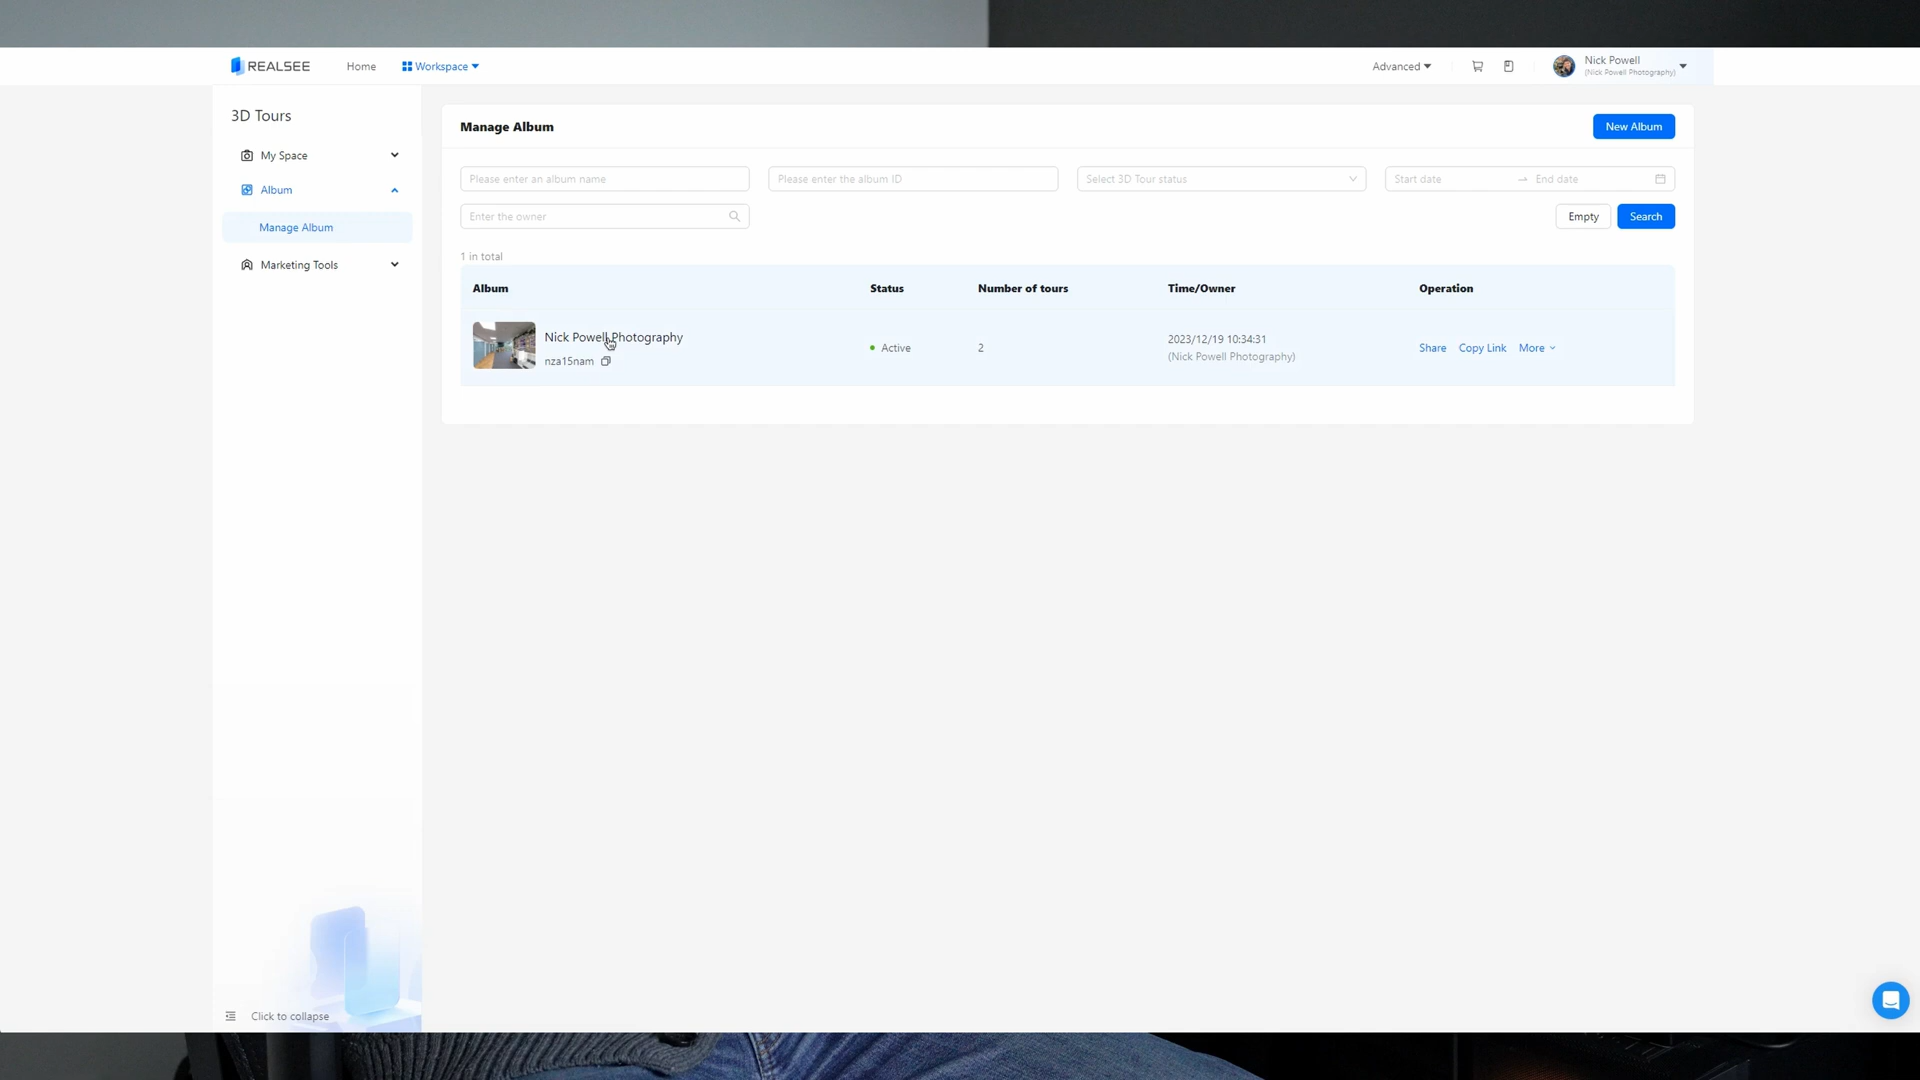 REALSEE
Home
Workspace
Advanced
Nick Powell
(Nick Powell Photography)
3D Tours
My Space
Album
Manage Album
Marketing Tools
Manage Album
New Album
Please enter an album name
Please enter the album ID
Select 3D Tour status
Start date
End date
Enter the owner
Empty
Search
1 in total
Album
Status
Number of tours
Time/Owner
Operation
Nick Powell Photography
nza15nam
Active
2
2023/12/19 10:34:31
(Nick Powell Photography)
Share
Copy Link
More
Click to collapse